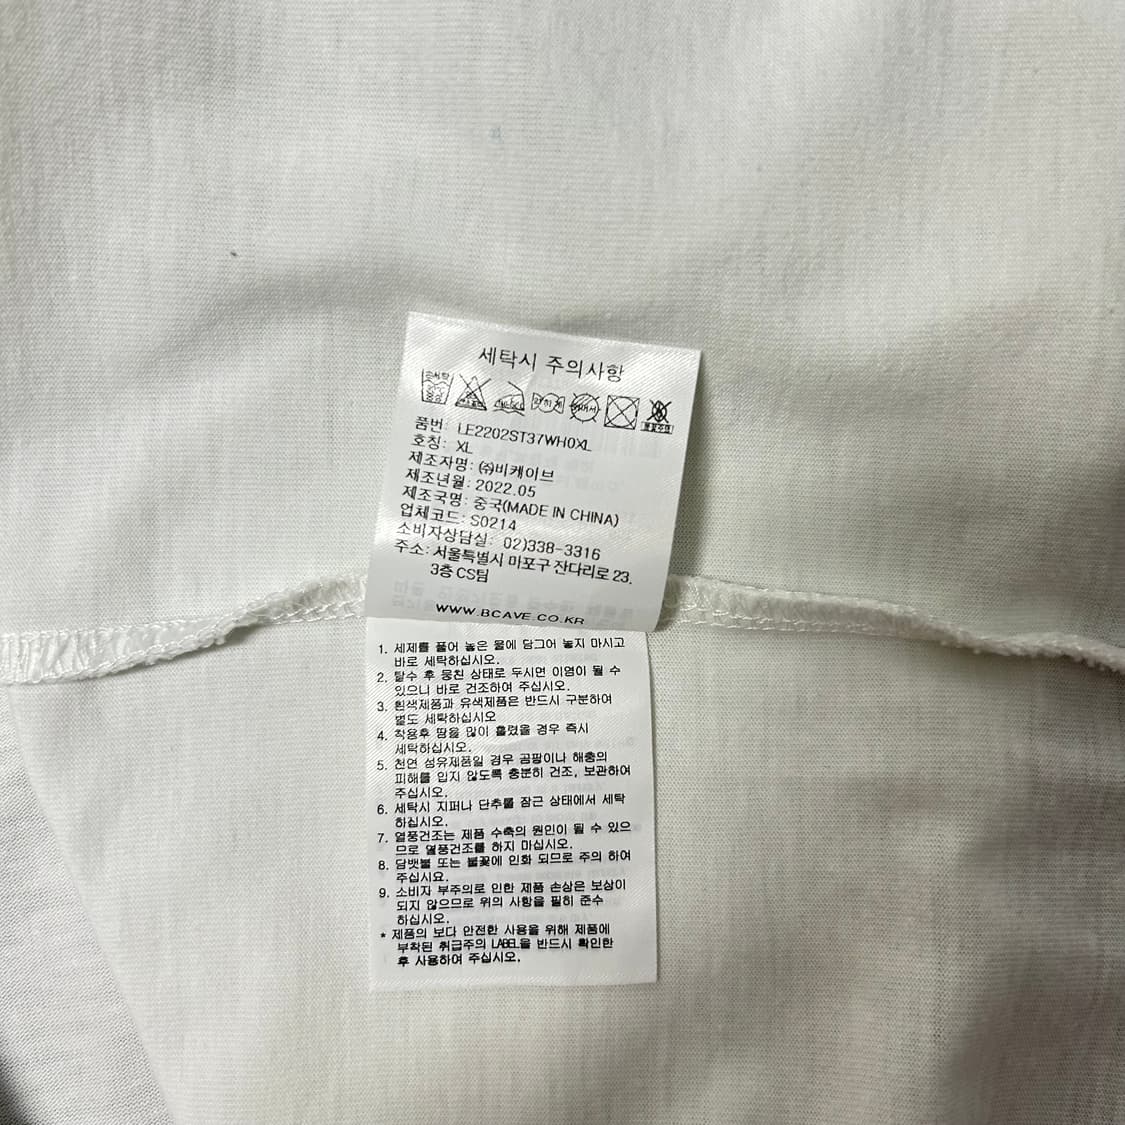 세탁시 주의사항
품번: LE2202ST37WH0XL
호칭: XL
제조자명: ㈜비케이브
제조년월: 2022.05
제조국명: 중국(MADE IN CHINA)
업체코드: S0214
소비자상담실: 02)338-3316
주소: 서울특별시 마포구 잔다리로 23.
3층 CS팀
WWW.BCAVE.CO.KR
1. 세제를 풀어 놓은 물에 담그어 놓지 마시고
바로 세탁하십시오.
2. 탈수 후 뭉친 상태로 두시면 이염이 될 수
있으니 바로 건조하여 주십시오.
3. 흰색제품과 유색제품은 반드시 구분하여
별도 세탁하십시오
4. 착용후 땀을 많이 흘렸을 경우 즉시
세탁하십시오.
5. 천연 섬유제품일 경우 곰팡이나 해충의
피해를 입지 않도록 충분히 건조, 보관하여
주십시오.
6. 세탁시 지퍼나 단추를 잠근 상태에서 세탁
하십시오.
7. 열풍건조는 제품 수축의 원인이 될 수 있으
므로 열풍건조를 하지 마십시오.
8. 담뱃불 또는 불꽃에 인화 되므로 주의 하여
주십시요.
9. 소비자 부주의로 인한 제품 손상은 보상이
되지 않으므로 위의 사항을 필히 준수
하십시오.
* 제품의 보다 안전한 사용을 위해 제품에
부착된 취급주의 LABEL을 반드시 확인한
후 사용하여 주십시오.